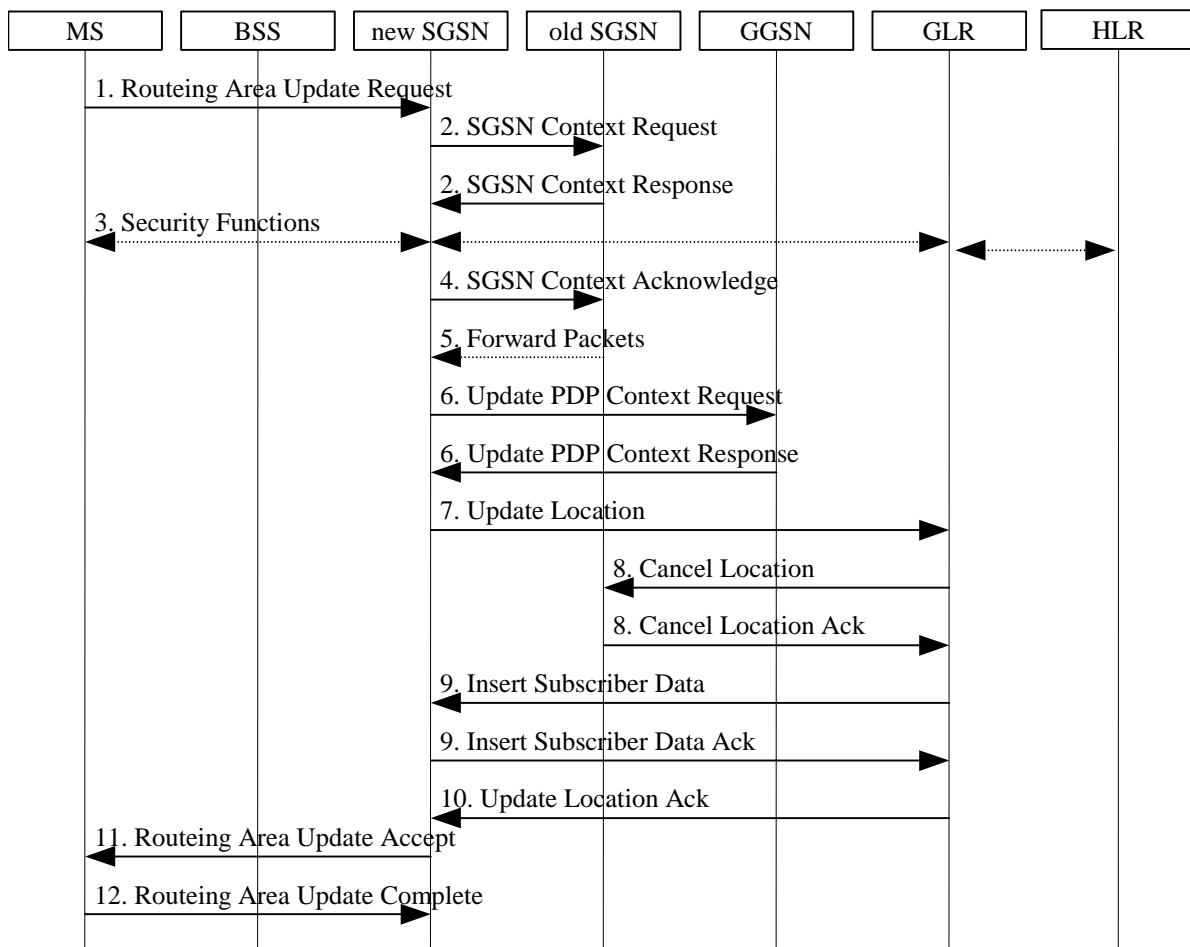 MS
BSS
new SGSN
old SGSN
GGSN
GLR
HLR
1. Routeing Area Update Request
2. SGSN Context Request
2. SGSN Context Response
3. Security Functions
4. SGSN Context Acknowledge
5. Forward Packets
6. Update PDP Context Request
6. Update PDP Context Response
7. Update Location
8. Cancel Location
8. Cancel Location Ack
9. Insert Subscriber Data
9. Insert Subscriber Data Ack
10. Update Location Ack
11. Routeing Area Update Accept
12. Routeing Area Update Complete